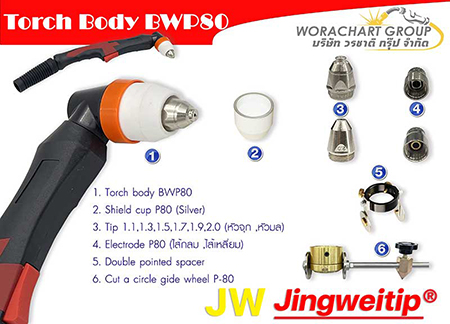 Torch Body BWP80
WORACHART GROUP
บริษัท วรชาติ กรุ๊ป จำกัด
1
2
3
4
5
6
1. Torch body BWP80
2. Shield cup P80 (Silver)
3. Tip 1.1,1.3,1.5,1.7,1.9,2.0 (หัวจุก ,หัวมล)
4. Electrode P80 (ไส้กลม ,ไส้เหลี่ยม)
5. Double pointed spacer
6. Cut a circle gide wheel P-80
JW Jingweitip®